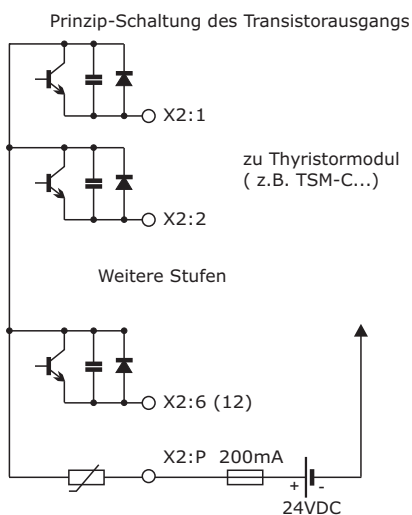 Prinzip-Schaltung des Transistorausgangs
X2:1
zu Thyristormodul
( z.B. TSM-C...)
X2:2
Weitere Stufen
X2:6 (12)
X2:P 200mA
+ -
24VDC